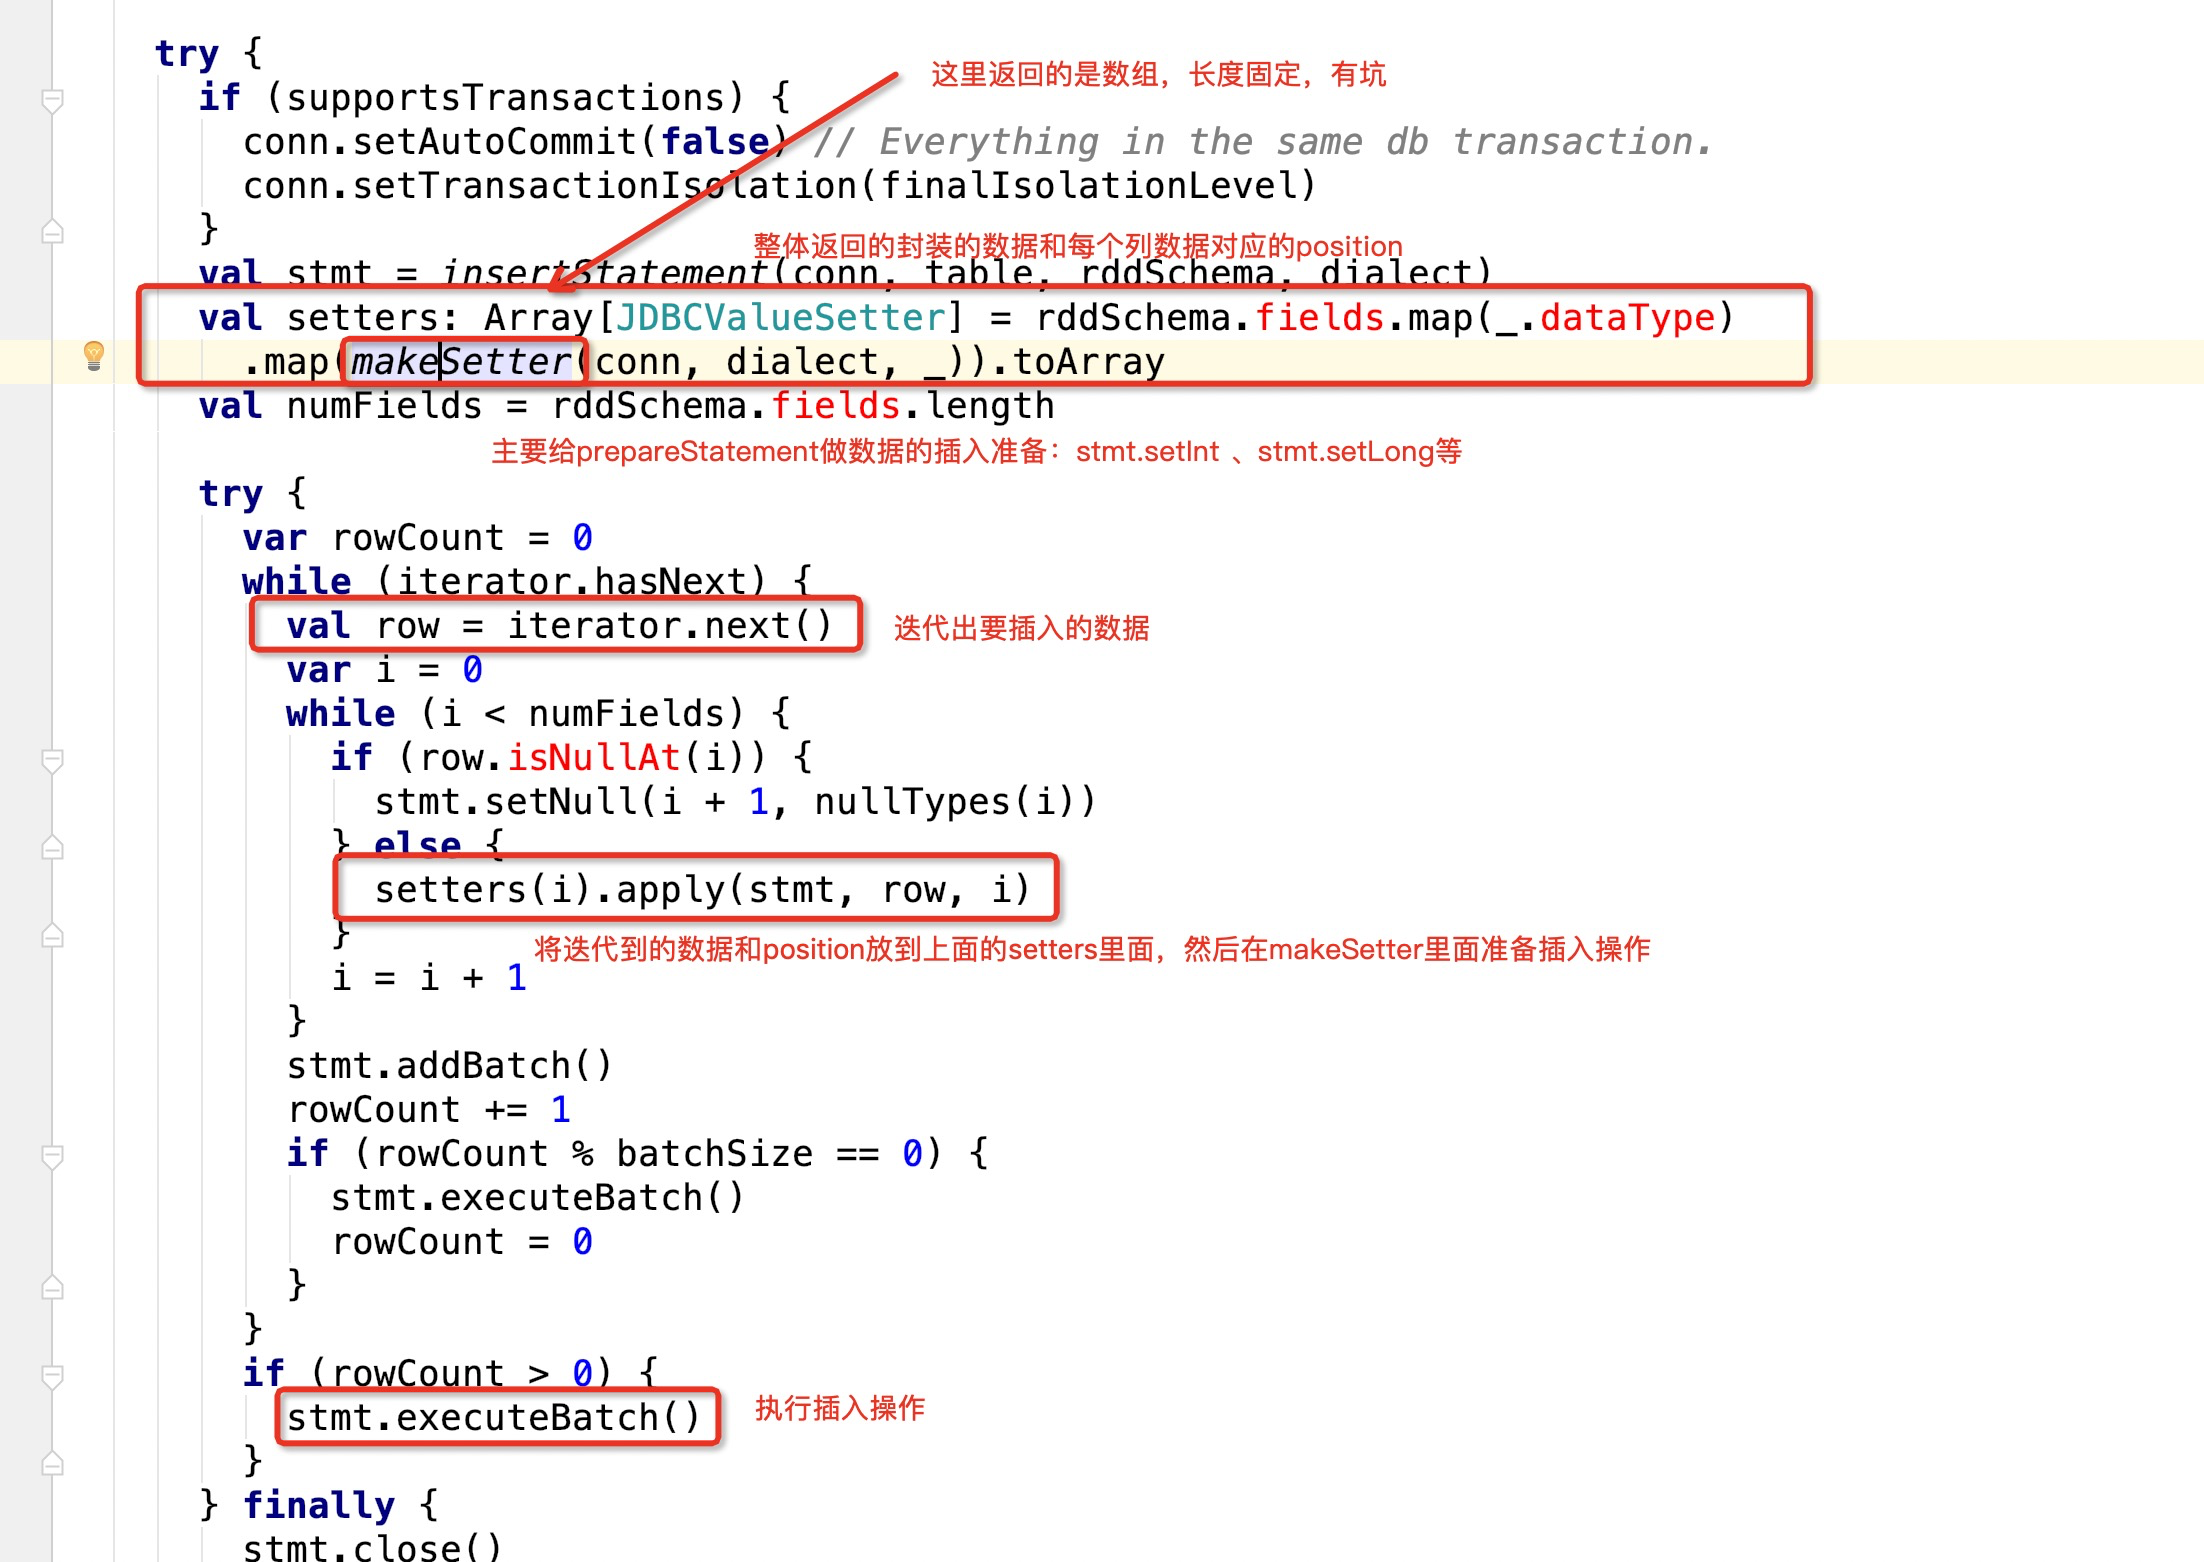 try {
这里返回的是数组，长度固定，有坑
if (supportsTransactions) {
conn.setAutoCommit(false) // Everything in the same db transaction.
conn.setTransactionIsolation(finalIsolationLevel)
}
整体返回的封装的数据和每个列数据对应的position
val stmt = insertStatement(conn, table, rddSchema, dialect)
val setters: Array[JDBCValueSetter] = rddSchema.fields.map(_.dataType)
.map(makeSetter(conn, dialect, _)).toArray
val numFields = rddSchema.fields.length
主要给prepareStatement做数据的插入准备：stmt.setInt 、stmt.setLong等
try {
var rowCount = 0
while (iterator.hasNext) {
val row = iterator.next() 迭代出要插入的数据
var i = 0
while (i < numFields) {
if (row.isNullAt(i)) {
stmt.setNull(i + 1, nullTypes(i))
} else {
setters(i).apply(stmt, row, i)
}
将迭代到的数据和position放到上面的setters里面，然后在makeSetter里面准备插入操作
i = i + 1
}
stmt.addBatch()
rowCount += 1
if (rowCount % batchSize == 0) {
stmt.executeBatch()
rowCount = 0
}
}
if (rowCount > 0) {
stmt.executeBatch() 执行插入操作
}
} finally {
stmt.close()